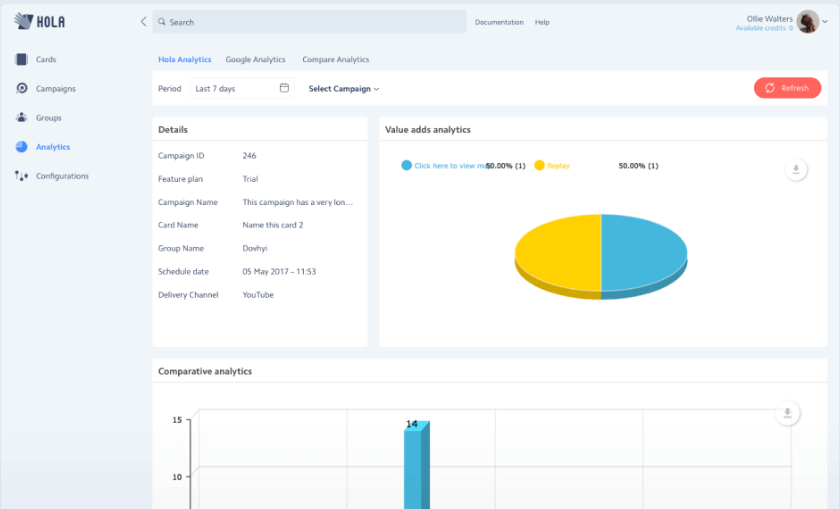 HOLA
Search
Documentation
Help
Ollie Walters
Available credits: 0
Cards
Campaigns
Groups
Analytics
Configurations
Hola Analytics
Google Analytics
Compare Analytics
Period
Last 7 days
Select Campaign
Refresh
Details
Campaign ID 246
Feature plan Trial
Campaign Name This campaign has a very lon...
Card Name Name this card 2
Group Name Dovhyi
Schedule date 05 May 2017 – 11:53
Delivery Channel YouTube
Value adds analytics
Click here to view 50.00% (1)
Replay 50.00% (1)
Comparative analytics
15
14
10